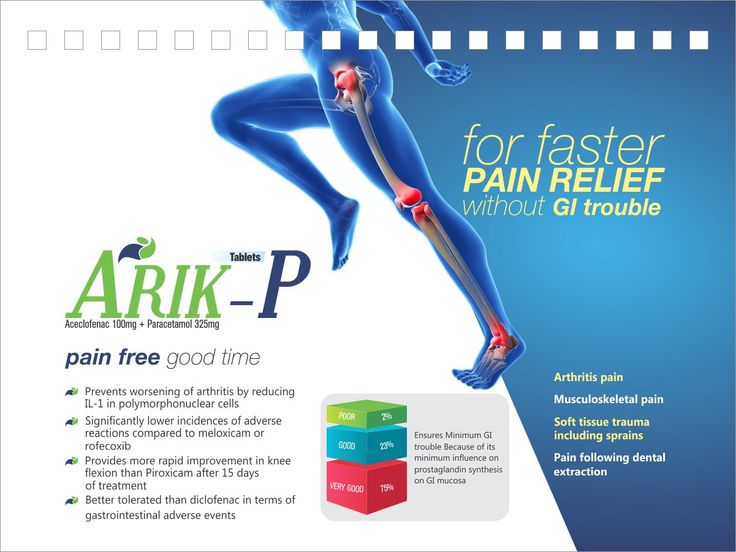 for faster
PAIN RELIEF
without GI trouble
Tablets
ARIK-P
Aceclofenac 100mg + Paracetamol 325mg
pain free good time
Prevents worsening of arthritis by reducing
IL-1 in polymorphonuclear cells
Significantly lower incidences of adverse
reactions compared to meloxicam or
rofecoxib
Provides more rapid improvement in knee
flexion than Piroxicam after 15 days
of treatment
Better tolerated than diclofenac in terms of
gastrointestinal adverse events
POOR 2%
GOOD 23%
VERY GOOD 75%
Ensures Minimum GI
trouble Because of its
minimum influence on
prostaglandin synthesis
on GI mucosa
Arthritis pain
Musculoskeletal pain
Soft tissue trauma
including sprains
Pain following dental
extraction